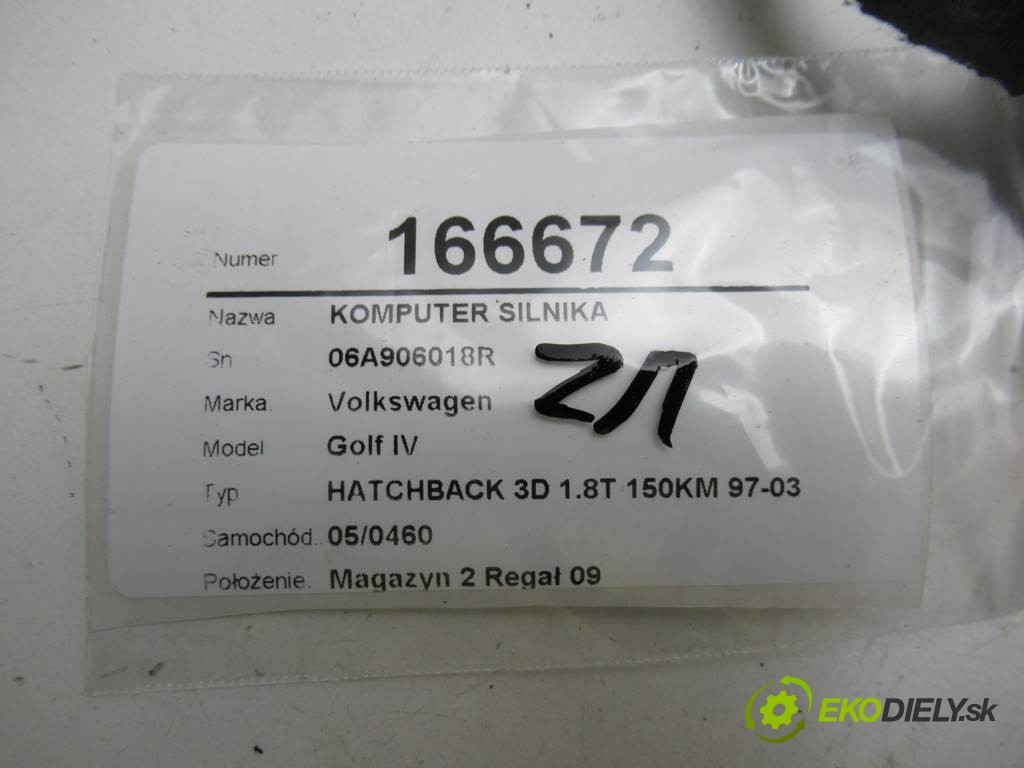 Numer 166672
Nazwa KOMPUTER SILNIKA
Sn 06A906018R
Marka Volkswagen
Model Golf IV
Typ HATCHBACK 3D 1.8T 150KM 97-03
Samochód 05/0460
Położenie Magazyn 2 Regał 09
EKODIELY.sk